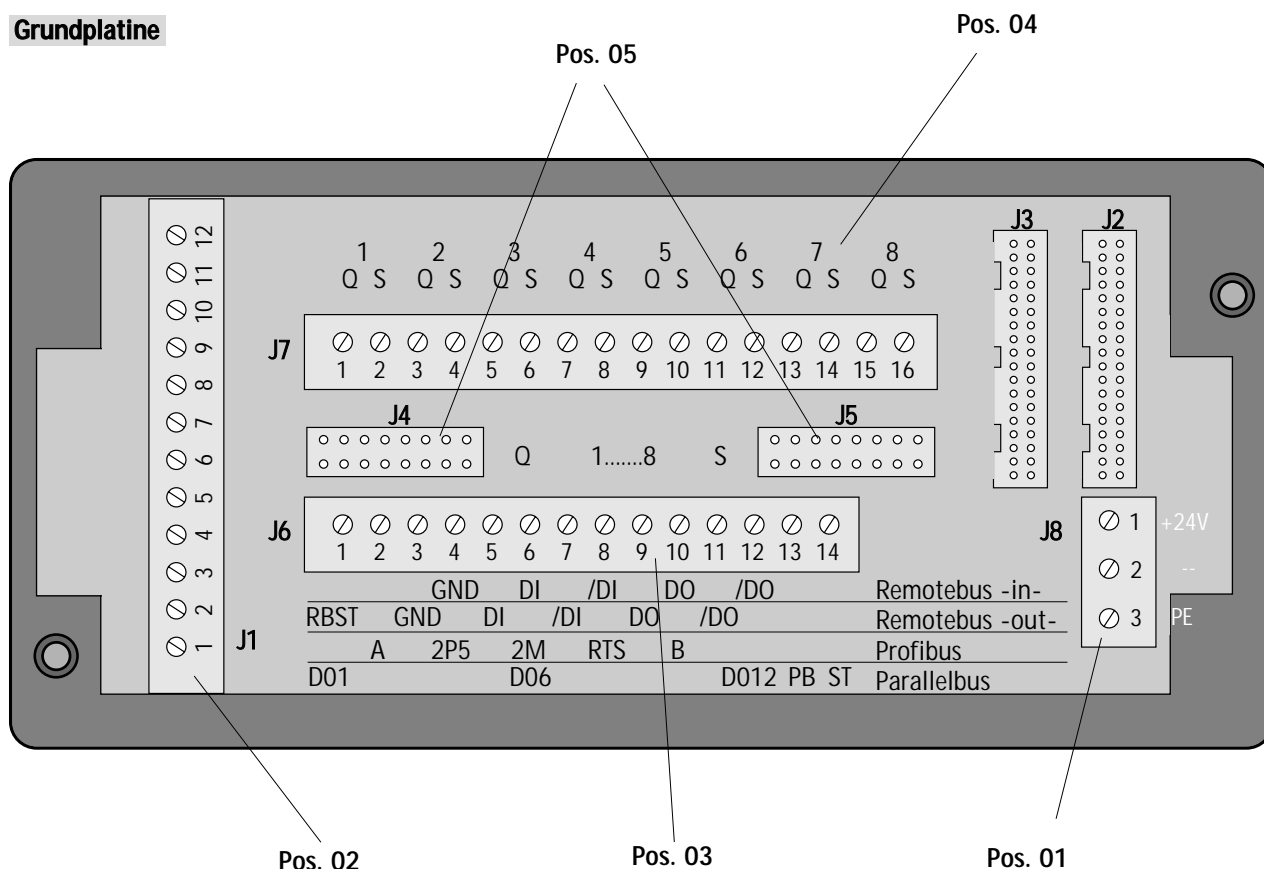 Grundplatine
Pos. 04
Pos. 05
J3 J2
1 2 3 4 5 6 7 8
Q S Q S Q S Q S Q S Q S Q S Q S
12
11
10
9
8
7
6
5
4
3
2
1
J1
J7
1 2 3 4 5 6 7 8 9 10 11 12 13 14 15 16
J4 J5
Q 1.......8 S
J6
1 2 3 4 5 6 7 8 9 10 11 12 13 14
J8
1 +24V
2 --
3 PE
GND DI /DI DO /DO Remotebus -in-
RBST GND DI /DI DO /DO Remotebus -out-
A 2P5 2M RTS B Profibus
D01 D06 D012 PB ST Parallelbus
Pos. 02 Pos. 03 Pos. 01